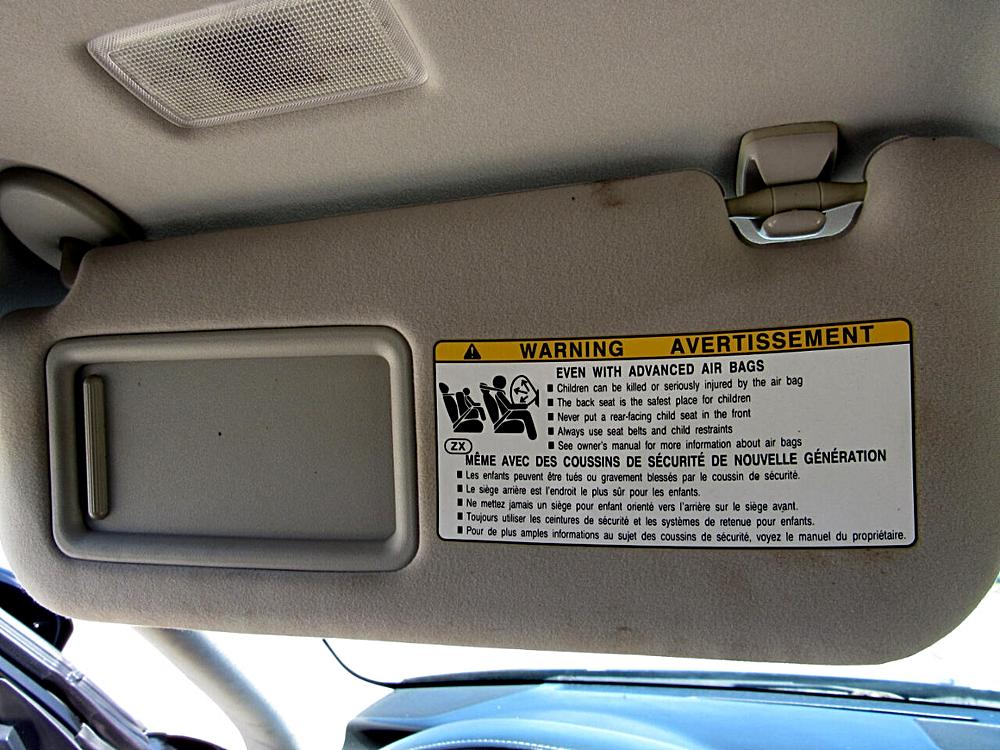 WARNING AVERTISSEMENT
EVEN WITH ADVANCED AIR BAGS
■ Children can be killed or seriously injured by the air bag
■ The back seat is the safest place for children
■ Never put a rear-facing child seat in the front
■ Always use seat belts and child restraints
■ See owner's manual for more information about air bags
ZX
MÊME AVEC DES COUSSINS DE SÉCURITÉ DE NOUVELLE GÉNÉRATION
■ Les enfants peuvent être tués ou gravement blessés par le coussin de sécurité.
■ Le siège arrière est l'endroit le plus sûr pour les enfants.
■ Ne mettez jamais un siège pour enfant orienté vers l'arrière sur le siège avant.
■ Toujours utiliser les ceintures de sécurité et les systèmes de retenue pour enfants.
■ Pour de plus amples informations au sujet des coussins de sécurité, voyez le manuel du propriétaire.